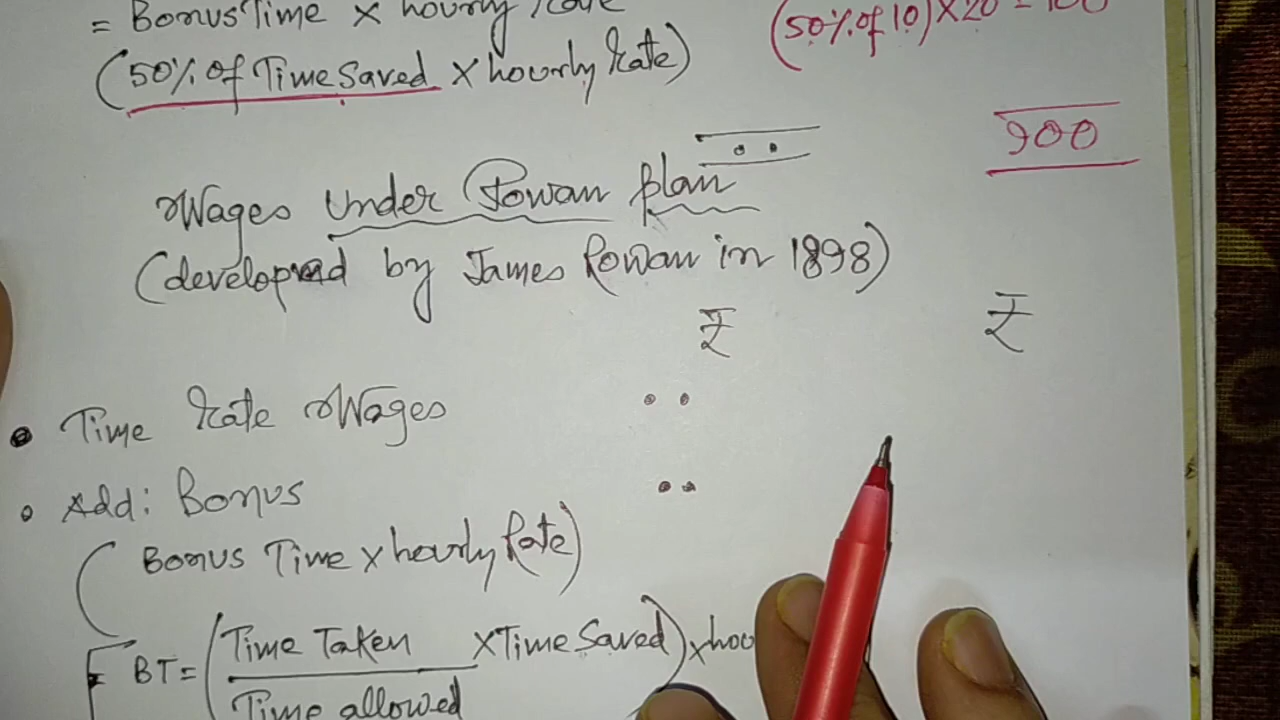 = Bonus Time × hourly rate
(50% of 10) × 20 = 100
(50% of Time Saved × hourly Rate)
900
Wages Under Rowan plan
(developed by James Rowan in 1898)
₹ ₹
• Time Rate Wages ..
• Add: Bonus ..
(Bonus Time × hourly Rate)
BT = (Time Taken × Time Saved) × hou
Time allowed